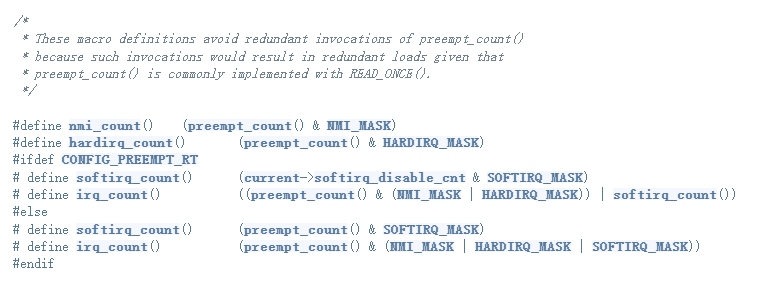 /*
 * These macro definitions avoid redundant invocations of preempt_count()
 * because such invocations would result in redundant loads given that
 * preempt_count() is commonly implemented with READ_ONCE().
 */
#define nmi_count() (preempt_count() & NMI_MASK)
#define hardirq_count() (preempt_count() & HARDIRQ_MASK)
#ifdef CONFIG_PREEMPT_RT
# define softirq_count() (current->softirq_disable_cnt & SOFTIRQ_MASK)
# define irq_count() ((preempt_count() & (NMI_MASK | HARDIRQ_MASK)) | softirq_count())
#else
# define softirq_count() (preempt_count() & SOFTIRQ_MASK)
# define irq_count() (preempt_count() & (NMI_MASK | HARDIRQ_MASK | SOFTIRQ_MASK))
#endif